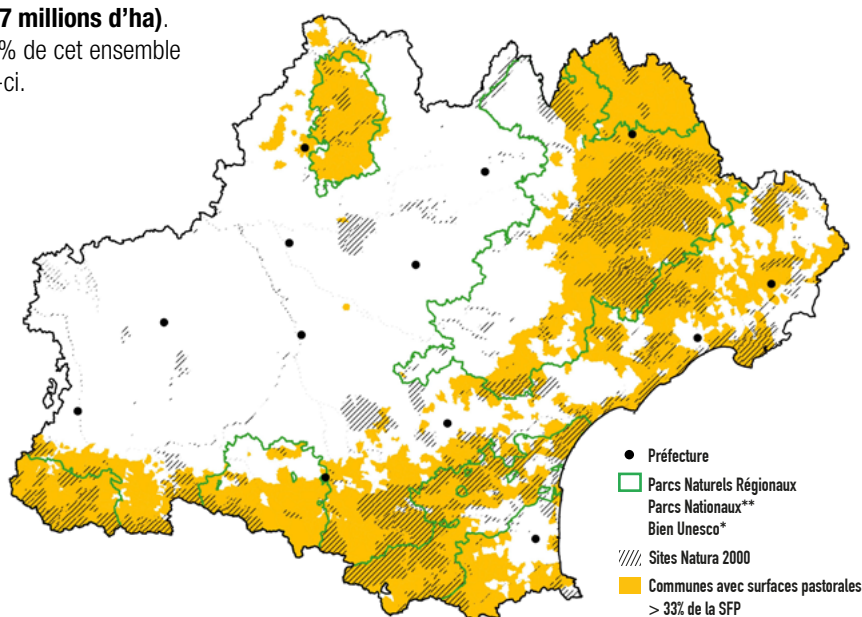 7 millions d’ha).
% de cet ensemble
-ci.
Préfecture
Parcs Naturels Régionaux
Parcs Nationaux**
Bien Unesco*
Sites Natura 2000
Communes avec surfaces pastorales
> 33% de la SFP